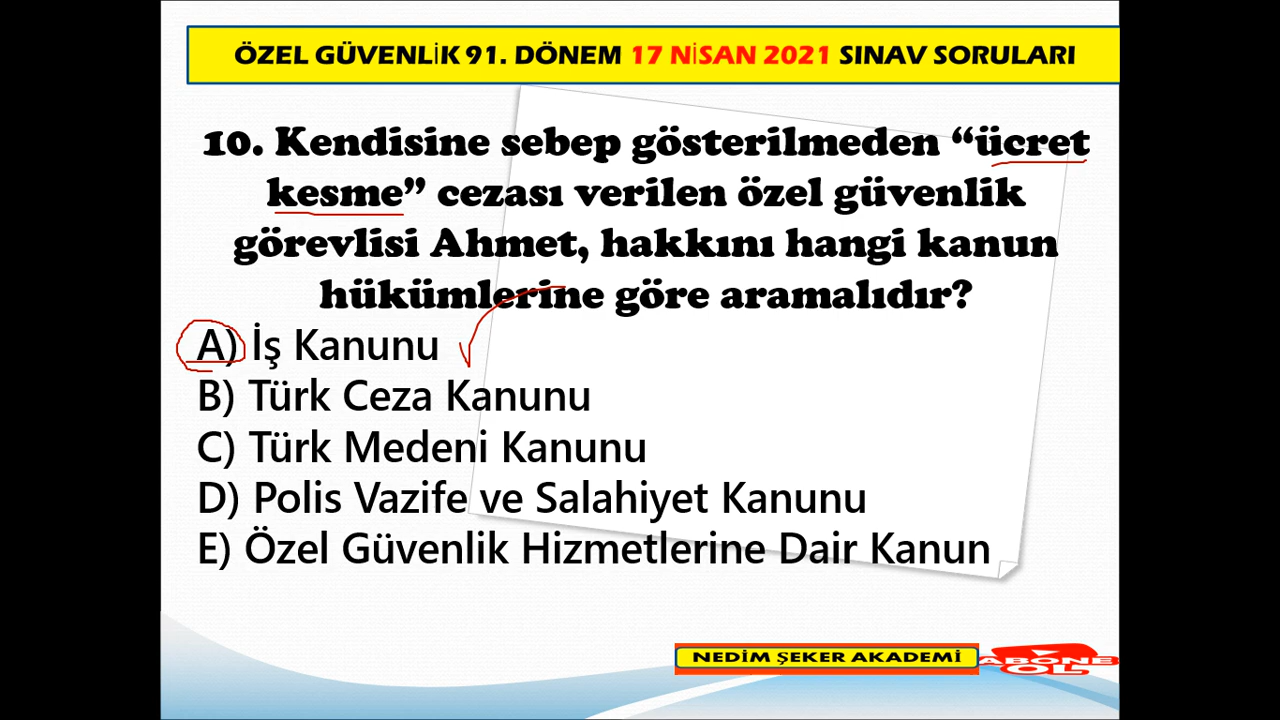 ÖZEL GÜVENLİK 91. DÖNEM 17 NİSAN 2021 SINAV SORULARI
10. Kendisine sebep gösterilmeden “ücret
kesme” cezası verilen özel güvenlik
görevlisi Ahmet, hakkını hangi kanun
hükümlerine göre aramalıdır?
A) İş Kanunu
B) Türk Ceza Kanunu
C) Türk Medeni Kanunu
D) Polis Vazife ve Salahiyet Kanunu
E) Özel Güvenlik Hizmetlerine Dair Kanun
NEDİM ŞEKER AKADEMİ
ABONE
OL